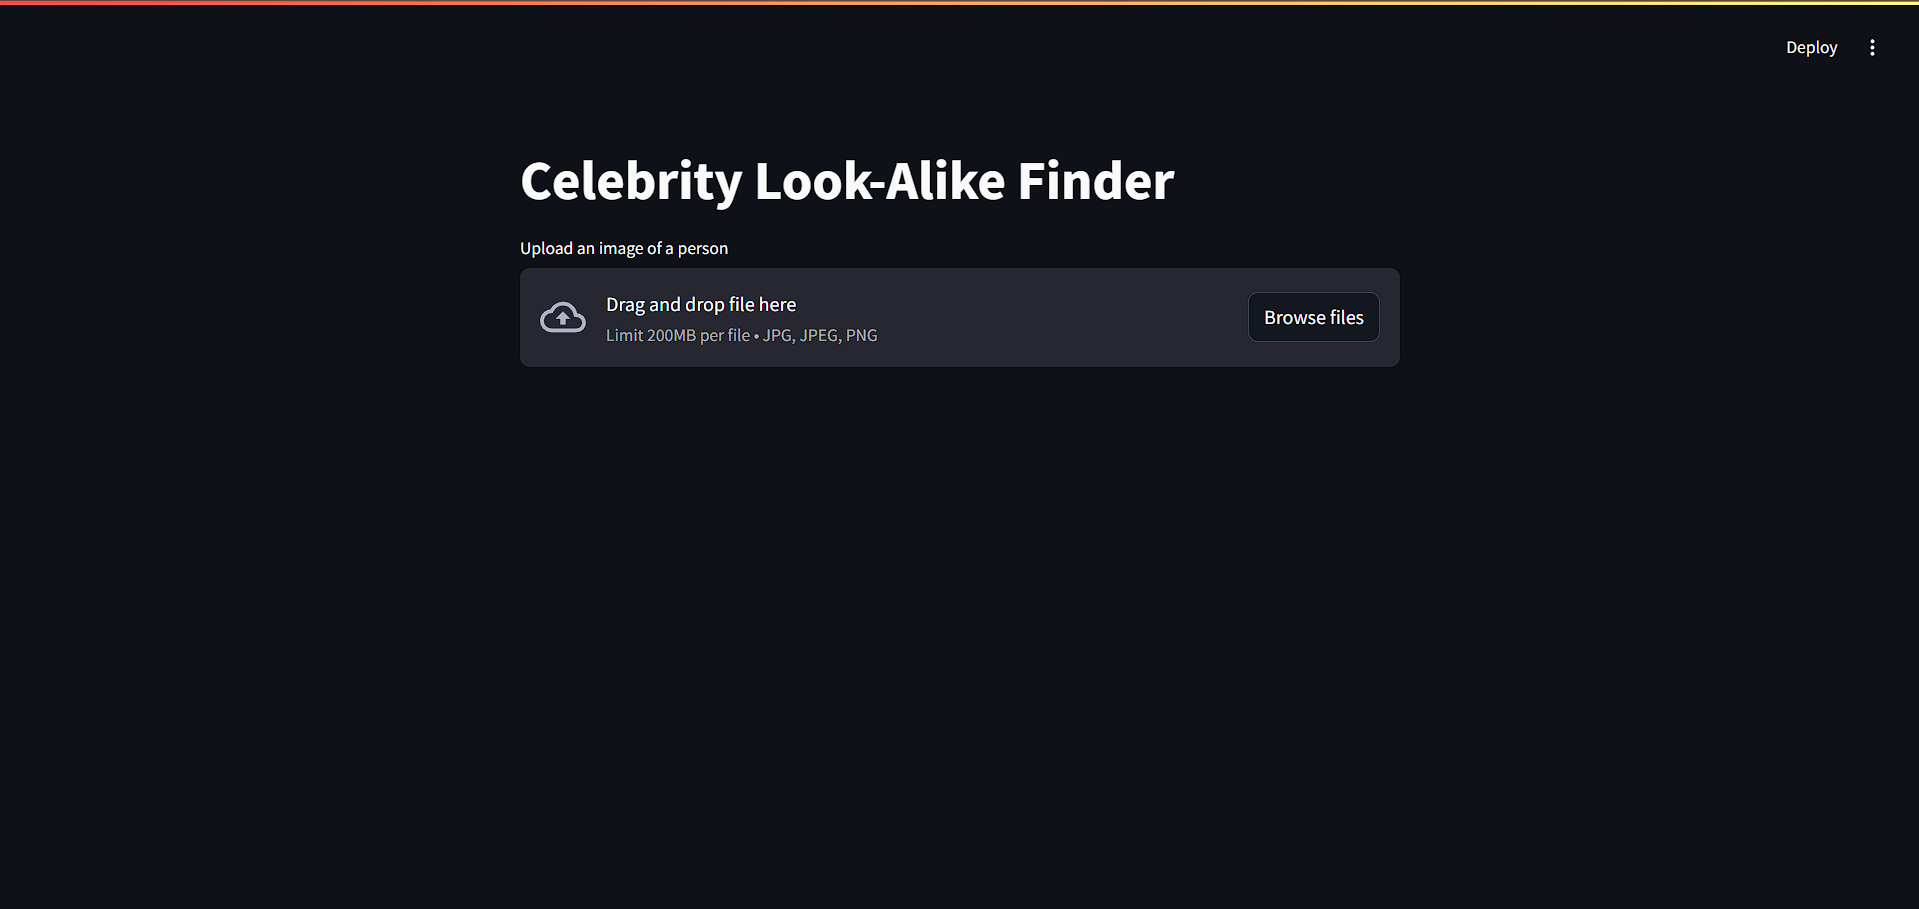 Deploy
Celebrity Look-Alike Finder
Upload an image of a person
Drag and drop file here
Limit 200MB per file • JPG, JPEG, PNG
Browse files